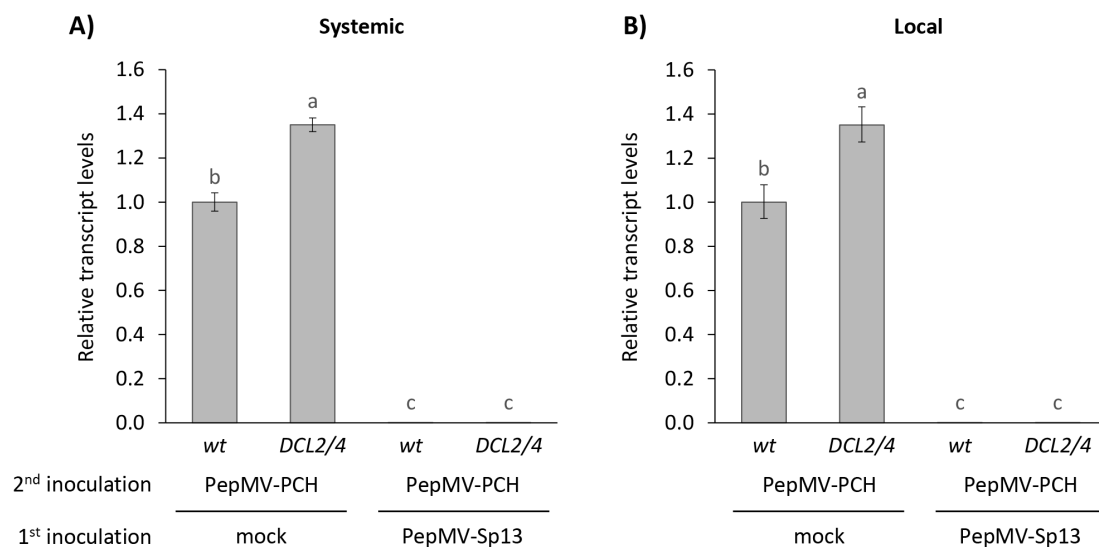 A) Systemic
Relative transcript levels
1.6
1.4
1.2
1.0
0.8
0.6
0.4
0.2
0.0
b
a
c
c
wt DCL2/4 wt DCL2/4
B) Local
Relative transcript levels
1.6
1.4
1.2
1.0
0.8
0.6
0.4
0.2
0.0
b
a
c
c
wt DCL2/4 wt DCL2/4
2nd inoculation PepMV-PCH PepMV-PCH PepMV-PCH PepMV-PCH
1st inoculation mock PepMV-Sp13 mock PepMV-Sp13